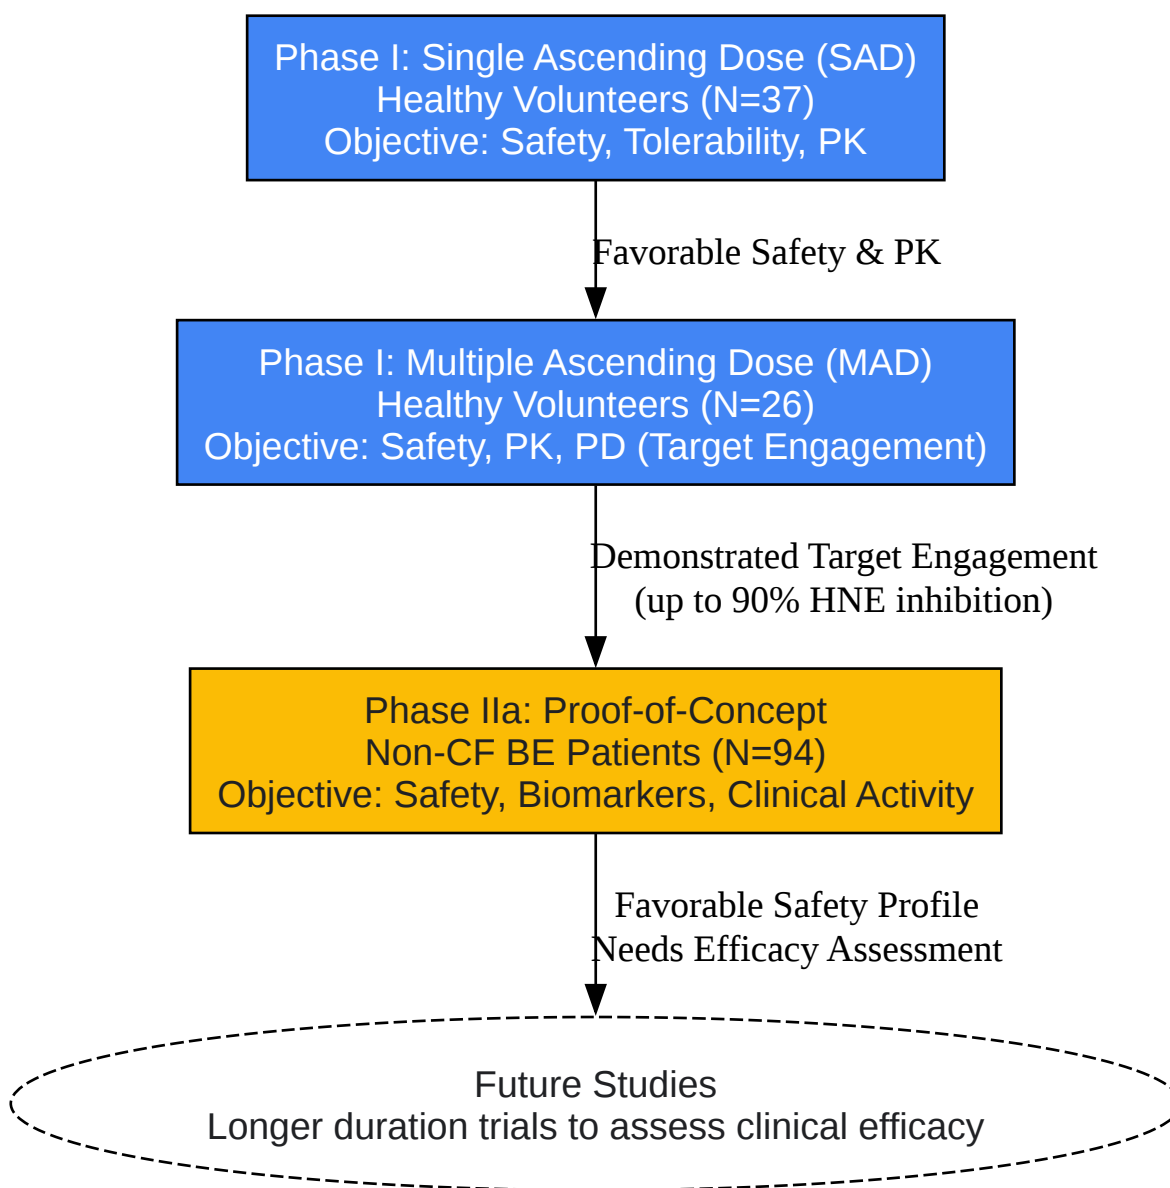 Phase I: Single Ascending Dose (SAD)
Healthy Volunteers (N=37)
Objective: Safety, Tolerability, PK
Favorable Safety & PK
Phase I: Multiple Ascending Dose (MAD)
Healthy Volunteers (N=26)
Objective: Safety, PK, PD (Target Engagement)
Demonstrated Target Engagement
(up to 90% HNE inhibition)
Phase IIa: Proof-of-Concept
Non-CF BE Patients (N=94)
Objective: Safety, Biomarkers, Clinical Activity
Favorable Safety Profile
Needs Efficacy Assessment
Future Studies
Longer duration trials to assess clinical efficacy